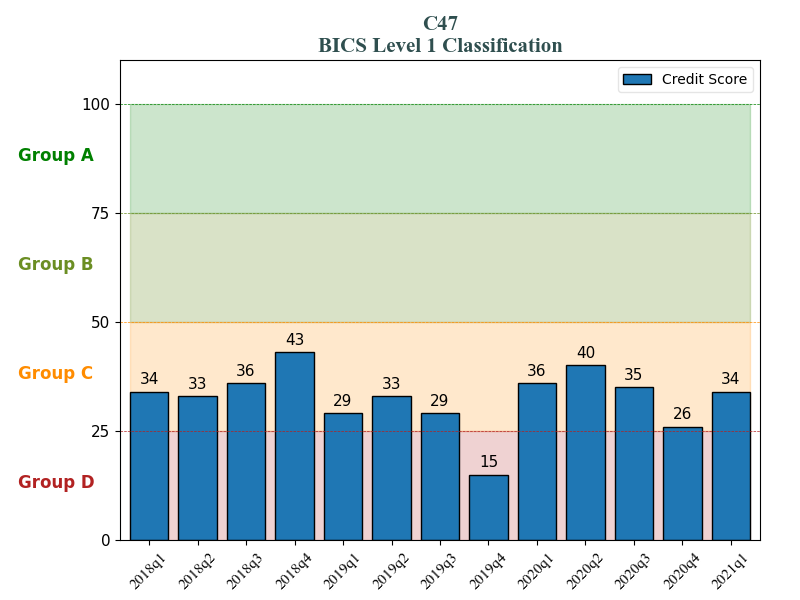 C47
BICS Level 1 Classification
Credit Score
100
Group A
75
Group B
50
43
40
36
36
35
34
34
33
33
Group C
29
29
26
25
15
Group D
0
2018q1 2018q2 2018q3 2018q4 2019q1 2019q2 2019q3 2019q4 2020q1 2020q2 2020q3 2020q4 2021q1